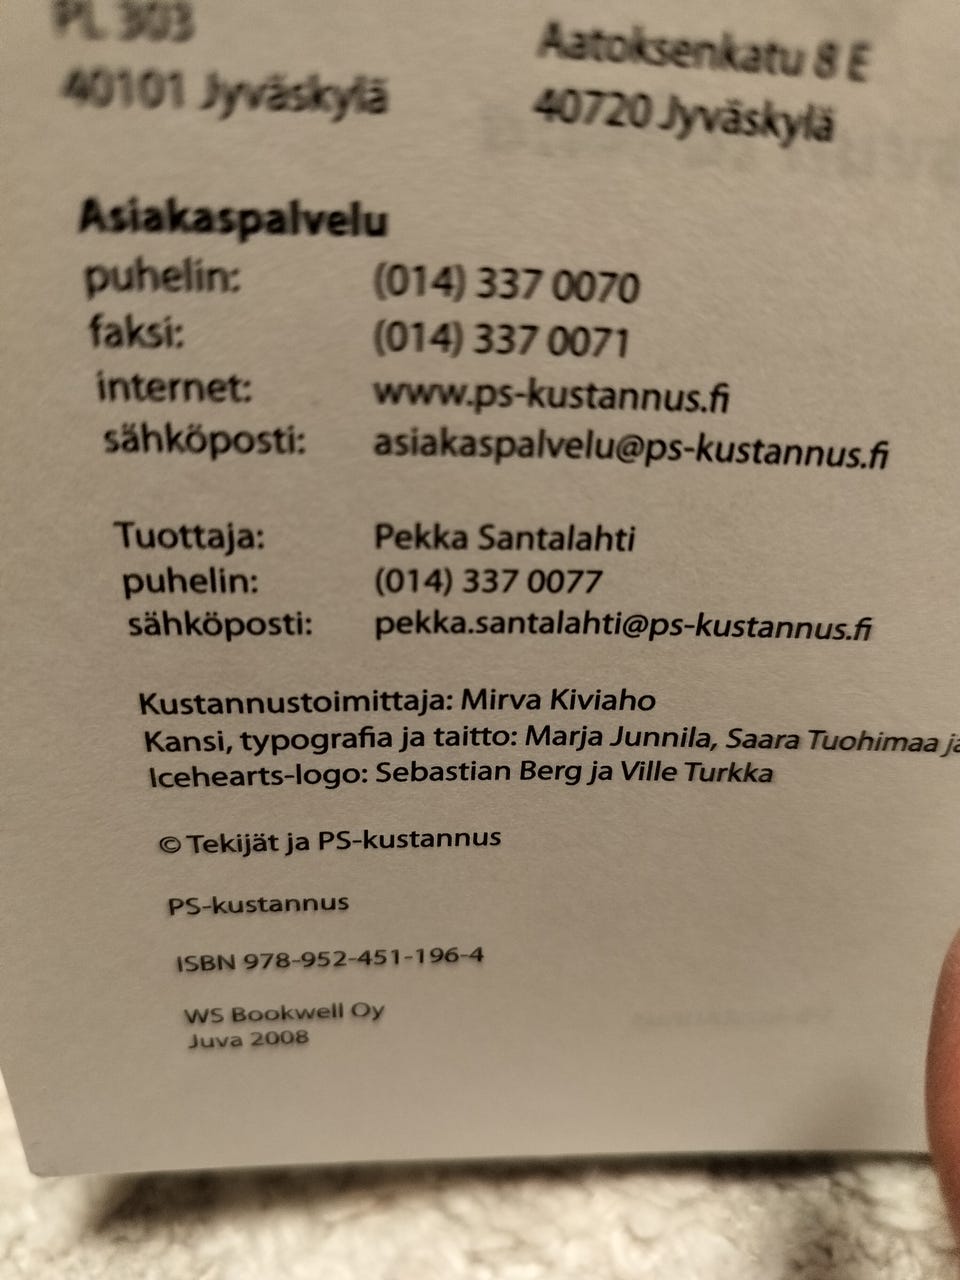 PL 303
40101 Jyväskylä
Aatoksenkatu 8 E
40720 Jyväskylä
Asiakaspalvelu
puhelin: (014) 337 0070
faksi: (014) 337 0071
internet: www.ps-kustannus.fi
sähköposti: asiakaspalvelu@ps-kustannus.fi
Tuottaja: Pekka Santalahti
puhelin: (014) 337 0077
sähköposti: pekka.santalahti@ps-kustannus.fi
Kustannustoimittaja: Mirva Kiviaho
Kansi, typografia ja taitto: Marja Junnila, Saara Tuohimaa ja
Icehearts-logo: Sebastian Berg ja Ville Turkka
© Tekijät ja PS-kustannus
PS-kustannus
ISBN 978-952-451-196-4
WS Bookwell Oy
Juva 2008